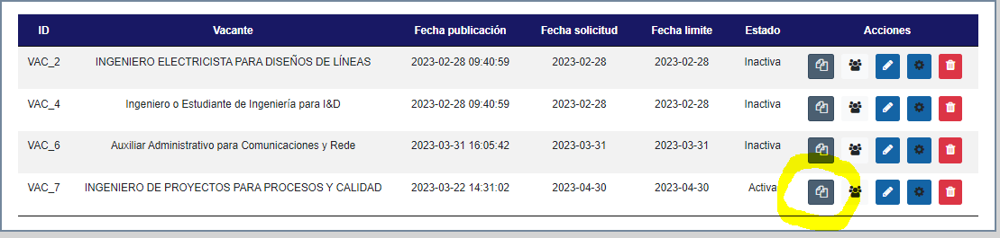 ID Vacante Fecha publicación Fecha solicitud Fecha límite Estado Acciones
VAC_2 INGENIERO ELECTRICISTA PARA DISEÑOS DE LÍNEAS 2023-02-28 09:40:59 2023-02-28 2023-02-28 Inactiva
VAC_4 Ingeniero o Estudiante de Ingeniería para I&D 2023-02-28 09:40:59 2023-02-28 2023-02-28 Inactiva
VAC_6 Auxiliar Administrativo para Comunicaciones y Rede 2023-03-31 16:05:42 2023-03-31 2023-03-31 Inactiva
VAC_7 INGENIERO DE PROYECTOS PARA PROCESOS Y CALIDAD 2023-03-22 14:31:02 2023-04-30 2023-04-30 Activa